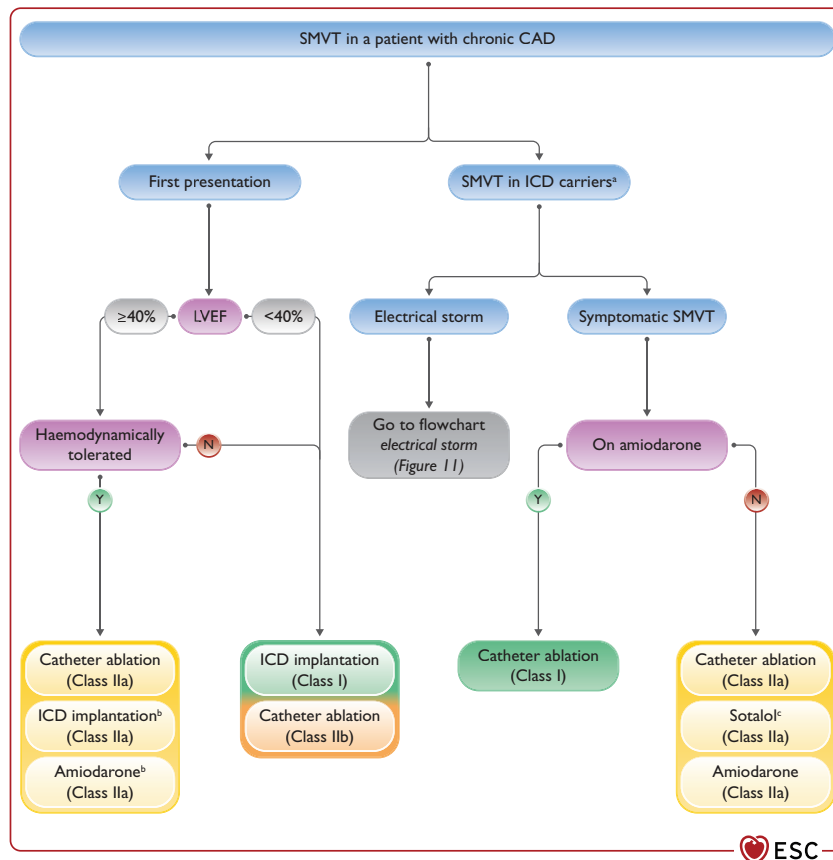 SMVT in a patient with chronic CAD
First presentation
SMVT in ICD carriersᵃ
≥40%
LVEF
<40%
Electrical storm
Symptomatic SMVT
Haemodynamically
tolerated
N
Go to flowchart
electrical storm
(Figure 11)
On amiodarone
Y
Y
N
Catheter ablation
(Class IIa)
ICD implantationᵇ
(Class IIa)
Amiodaroneᵇ
(Class IIa)
ICD implantation
(Class I)
Catheter ablation
(Class IIb)
Catheter ablation
(Class I)
Catheter ablation
(Class IIa)
Sotalolᶜ
(Class IIa)
Amiodarone
(Class IIa)
ESC